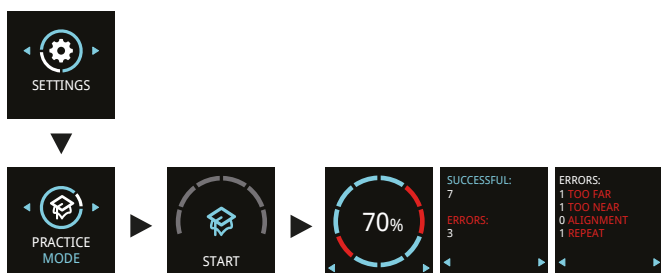 SETTINGS
PRACTICE
MODE
START
70%
SUCCESSFUL:
7
ERRORS:
3
ERRORS:
1 TOO FAR
1 TOO NEAR
0 ALIGNMENT
1 REPEAT